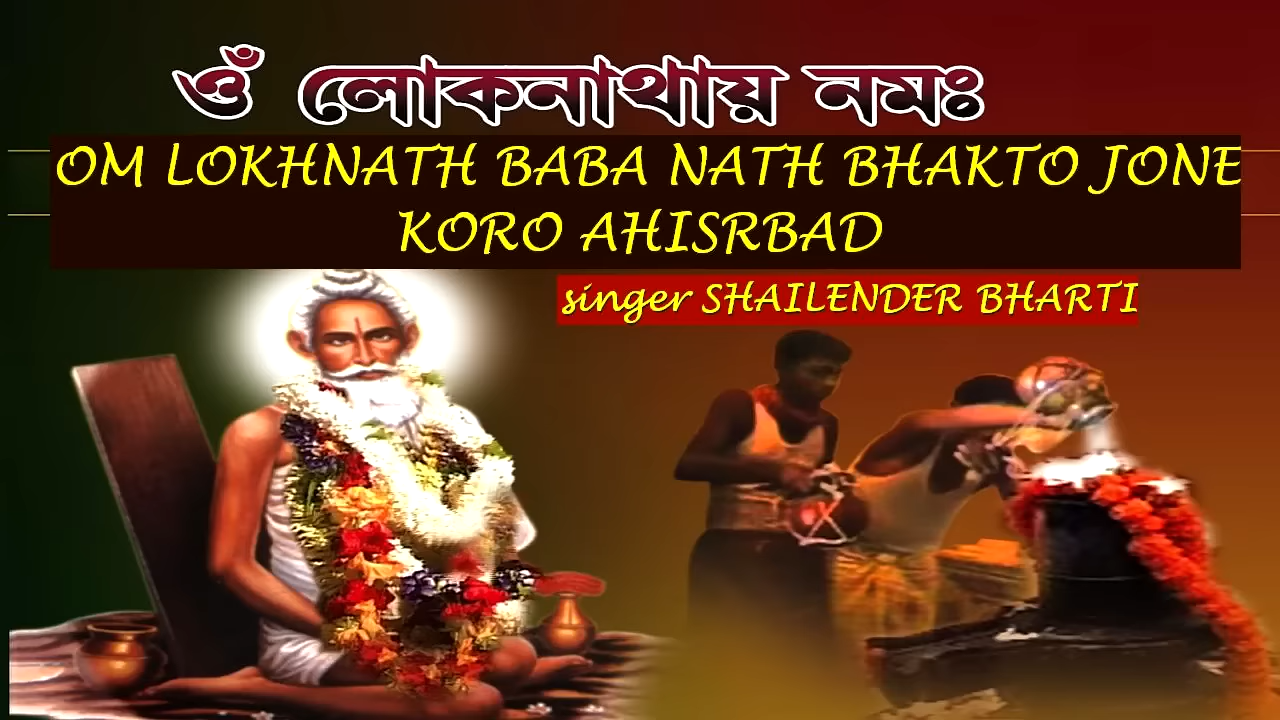 ওঁ লোকনাথায় নমঃ
OM LOKHNATH BABA NATH BHAKTO JONE
KORO AHISRBAD
singer SHAILENDER BHARTI